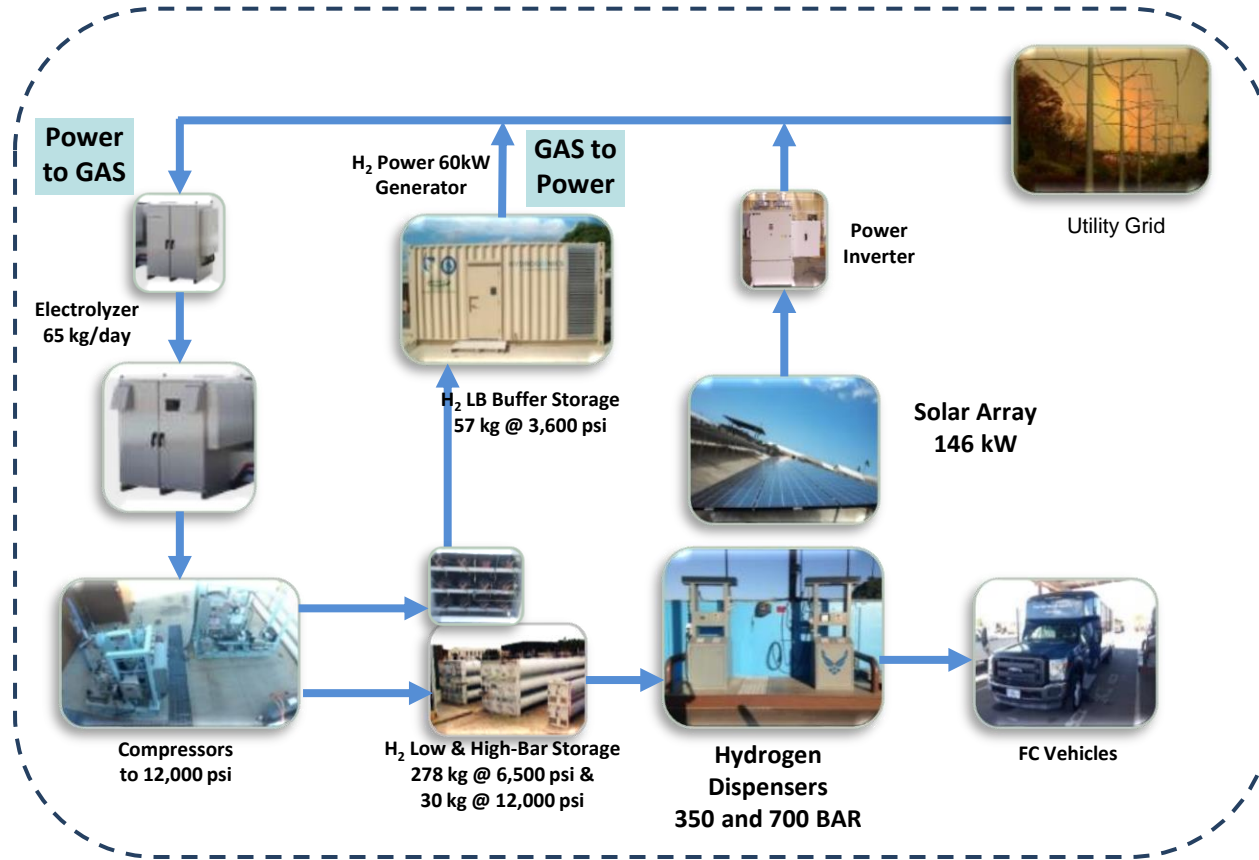 Power
to GAS
H₂ Power 60kW
Generator
GAS to
Power
Utility Grid
Power
Inverter
Electrolyzer
65 kg/day
H₂ LB Buffer Storage
57 kg @ 3,600 psi
Solar Array
146 kW
Compressors
to 12,000 psi
H₂ Low & High-Bar Storage
278 kg @ 6,500 psi &
30 kg @ 12,000 psi
Hydrogen
Dispensers
350 and 700 BAR
FC Vehicles